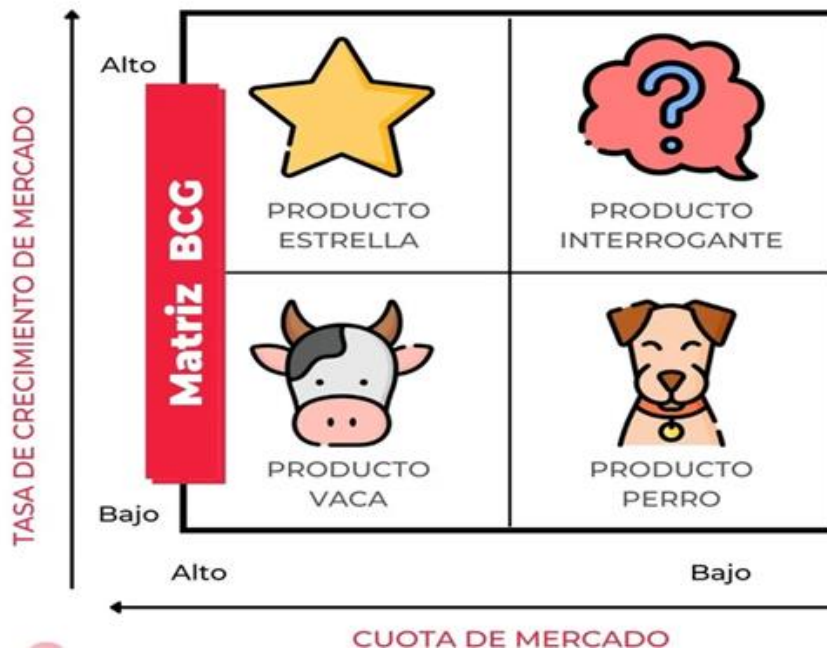 TASA DE CRECIMIENTO DE MERCADO
Alto
Matriz BCG
Bajo
?
PRODUCTO
ESTRELLA
PRODUCTO
INTERROGANTE
PRODUCTO
VACA
PRODUCTO
PERRO
Alto
Bajo
CUOTA DE MERCADO